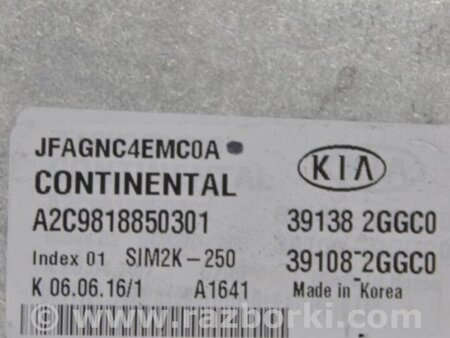 JFAGNC4EMC0A
KIA
CONTINENTAL
A2C9818850301 39138 2GGC0
Index 01 SIM2K-250 39108-2GGC0
K 06.06.16/1 A1641 Made in Korea
www.razborki.com